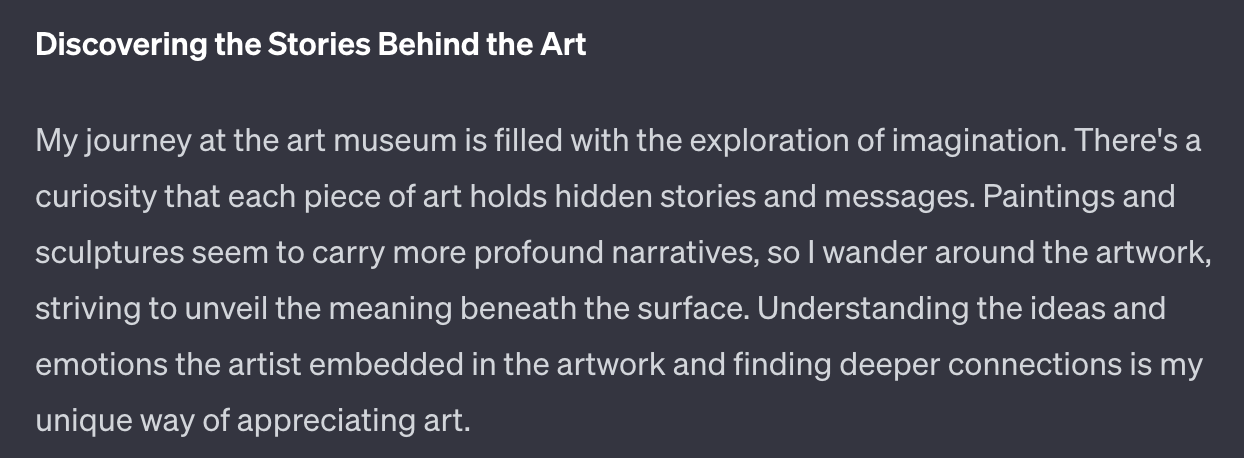 Discovering the Stories Behind the Art
My journey at the art museum is filled with the exploration of imagination. There's a
curiosity that each piece of art holds hidden stories and messages. Paintings and
sculptures seem to carry more profound narratives, so I wander around the artwork,
striving to unveil the meaning beneath the surface. Understanding the ideas and
emotions the artist embedded in the artwork and finding deeper connections is my
unique way of appreciating art.